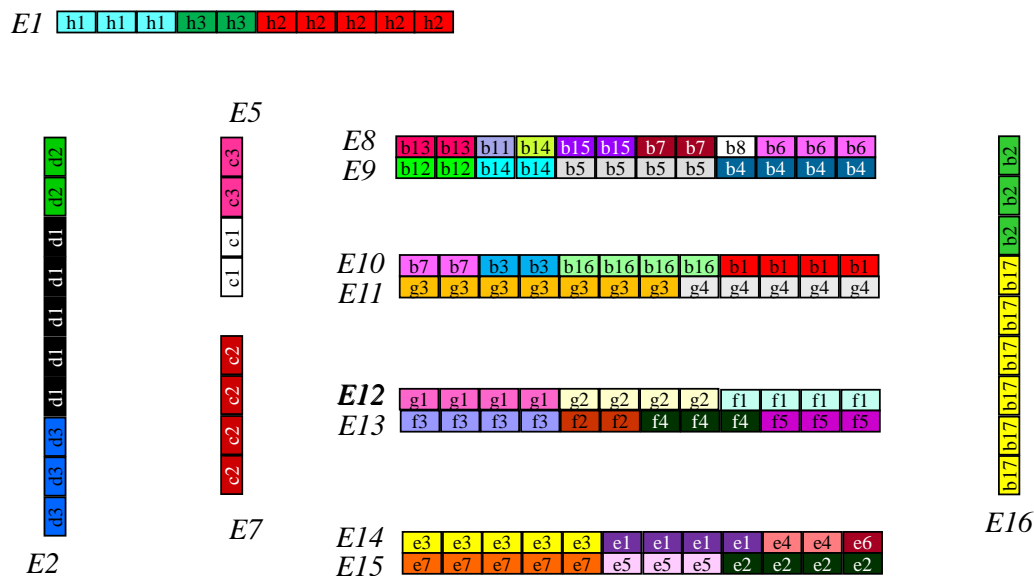 E1 h1 h1 h1 h3 h3 h2 h2 h2 h2 h2
d3 d3 d3 d1 d1 d1 d1 d1 d2 d2
E2
E5
c1 c1 c3 c3
c2 c2 c2 c2
E7
E8 b13 b13 b11 b14 b15 b15 b7 b7 b8 b6 b6 b6
E9 b12 b12 b14 b14 b5 b5 b5 b5 b4 b4 b4 b4
E10 b7 b7 b3 b3 b16 b16 b16 b16 b1 b1 b1 b1
E11 g3 g3 g3 g3 g3 g3 g3 g4 g4 g4 g4 g4
E12 g1 g1 g1 g1 g2 g2 g2 g2 f1 f1 f1 f1
E13 f3 f3 f3 f3 f2 f2 f4 f4 f4 f5 f5 f5
E14 e3 e3 e3 e3 e3 e1 e1 e1 e1 e4 e4 e6
E15 e7 e7 e7 e7 e7 e5 e5 e5 e2 e2 e2 e2
b17 b17 b17 b17 b17 b17 b2 b2 b2
E16